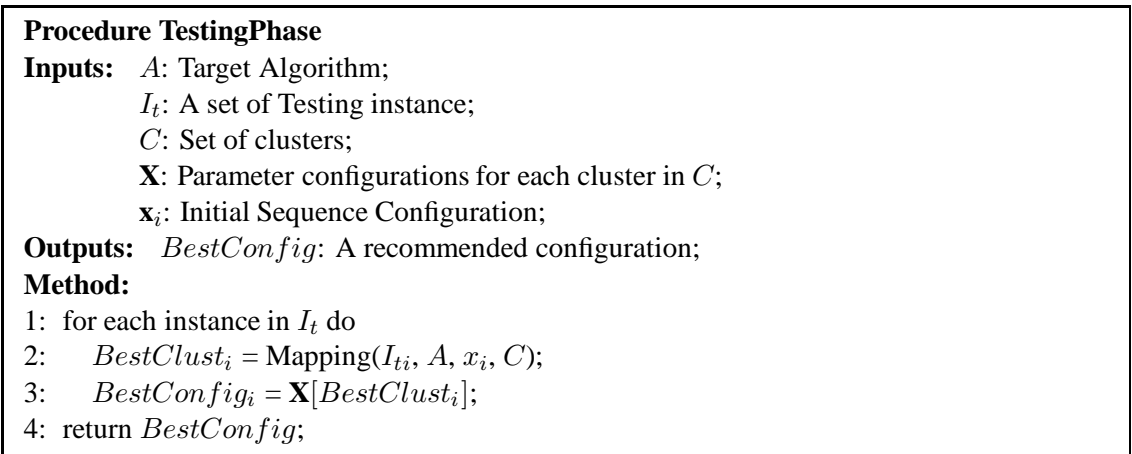 Procedure TestingPhase
Inputs: A: Target Algorithm;
I_t: A set of Testing instance;
C: Set of clusters;
X: Parameter configurations for each cluster in C;
x_i: Initial Sequence Configuration;
Outputs: BestConfig: A recommended configuration;
Method:
1: for each instance in I_t do
2: BestClust_i = Mapping(I_{ti}, A, x_i, C);
3: BestConfig_i = X[BestClust_i];
4: return BestConfig;